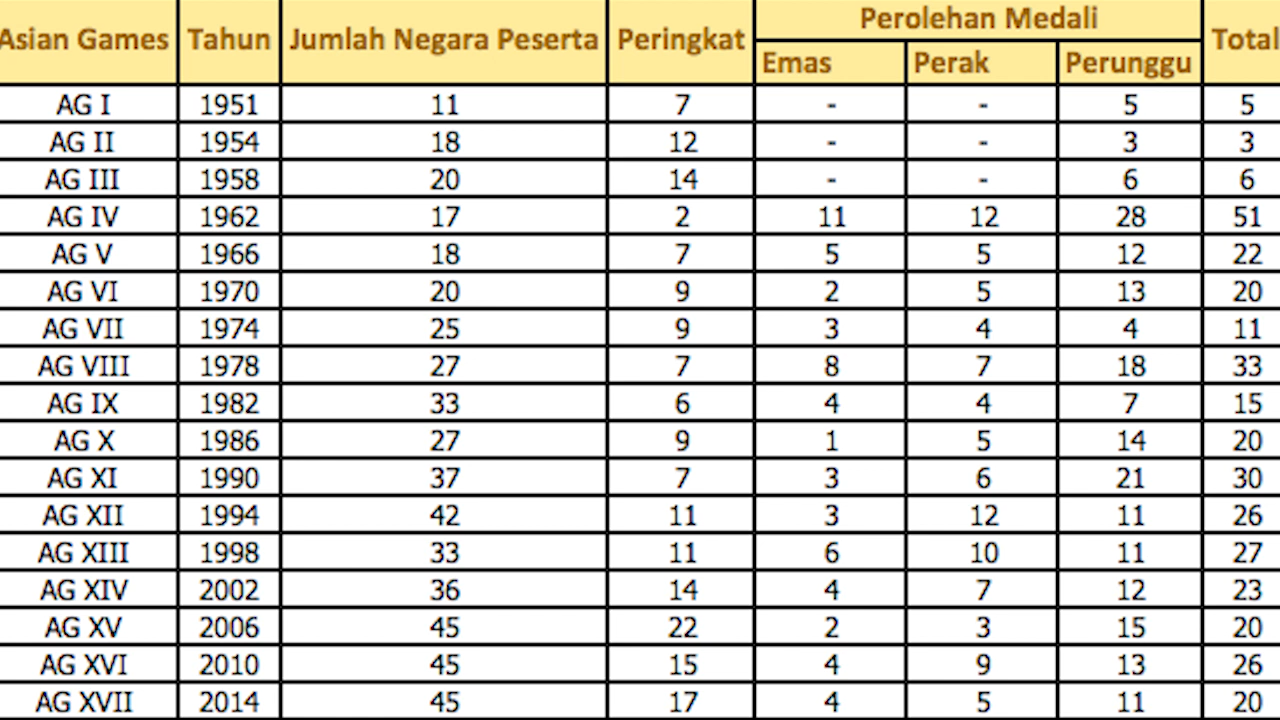 Asian Games Tahun Jumlah Negara Peserta Peringkat Perolehan Medali Total
Emas Perak Perunggu
AG I 1951 11 7 - - 5 5
AG II 1954 18 12 - - 3 3
AG III 1958 20 14 - - 6 6
AG IV 1962 17 2 11 12 28 51
AG V 1966 18 7 5 5 12 22
AG VI 1970 20 9 2 5 13 20
AG VII 1974 25 9 3 4 4 11
AG VIII 1978 27 7 8 7 18 33
AG IX 1982 33 6 4 4 7 15
AG X 1986 27 9 1 5 14 20
AG XI 1990 37 7 3 6 21 30
AG XII 1994 42 11 3 12 11 26
AG XIII 1998 33 11 6 10 11 27
AG XIV 2002 36 14 4 7 12 23
AG XV 2006 45 22 2 3 15 20
AG XVI 2010 45 15 4 9 13 26
AG XVII 2014 45 17 4 5 11 20